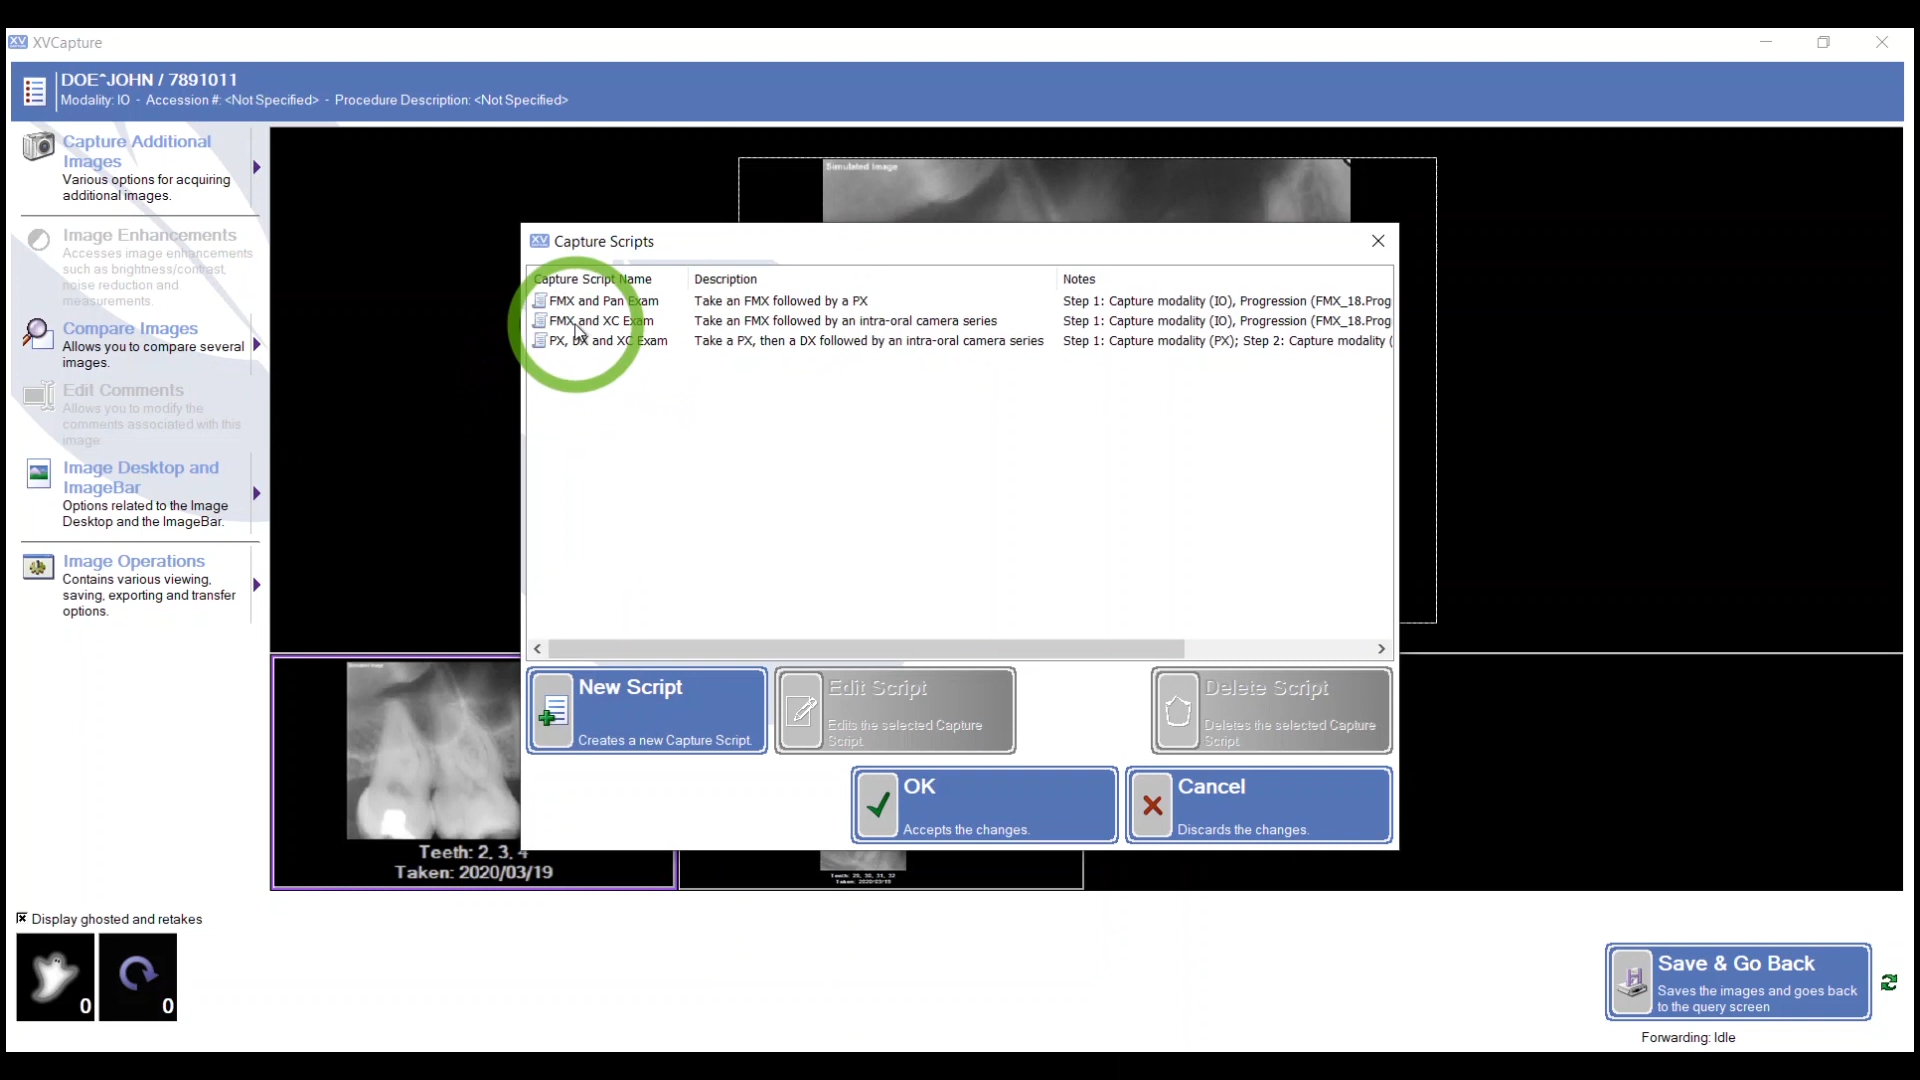 XVCapture
DOE^JOHN / 7891011
Modality: IO - Accession #: <Not Specified> - Procedure Description: <Not Specified>
Capture Additional
Images
Various options for acquiring
additional images.
Image Enhancements
Accesses image enhancements
such as brightness/contrast,
noise reduction and
measurements.
Compare Images
Allows you to compare several
images.
Edit Comments
Allows you to modify the
comments associated with this
image.
Image Desktop and
ImageBar
Options related to the Image
Desktop and the ImageBar.
Image Operations
Contains various viewing,
saving, exporting and transfer
options.
Simulated Image
XV Capture Scripts
Capture Script Name Description Notes
FMX and Pan Exam Take an FMX followed by a PX Step 1: Capture modality (IO), Progression (FMX_18.Prog
FMX and XC Exam Take an FMX followed by an intra-oral camera series Step 1: Capture modality (IO), Progression (FMX_18.Prog
PX, DX and XC Exam Take a PX, then a DX followed by an intra-oral camera series Step 1: Capture modality (PX); Step 2: Capture modality (
New Script
Creates a new Capture Script.
Edit Script
Edits the selected Capture
Script.
Delete Script
Deletes the selected Capture
Script.
OK
Accepts the changes.
Cancel
Discards the changes.
Teeth: 2, 3, 4
Taken: 2020/03/19
Taken: 2020/03/19
Display ghosted and retakes
0
0
Save & Go Back
Saves the images and goes back
to the query screen
Forwarding: Idle